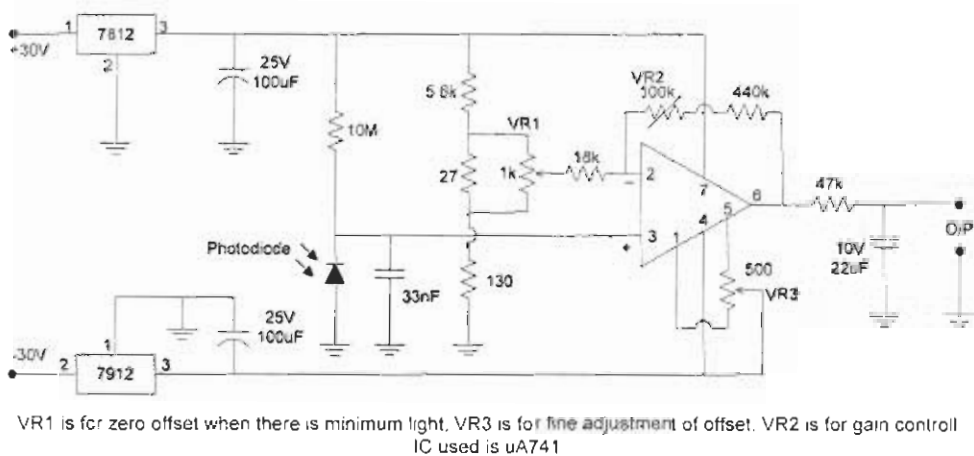 1
7812
3
+30V
2
25V
100uF
10M
5.6k
VR1
27
1k
18k
VR2
100k
440k
2
-
7
6
4
5
3
+
1
47k
O/P
10V
22uF
500
VR3
Photodiode
33nF
130
25V
100uF
1
-30V
2
7912
3
VR1 is for zero offset when there is minimum light, VR3 is for fine adjustment of offset. VR2 is for gain controll
IC used is uA741